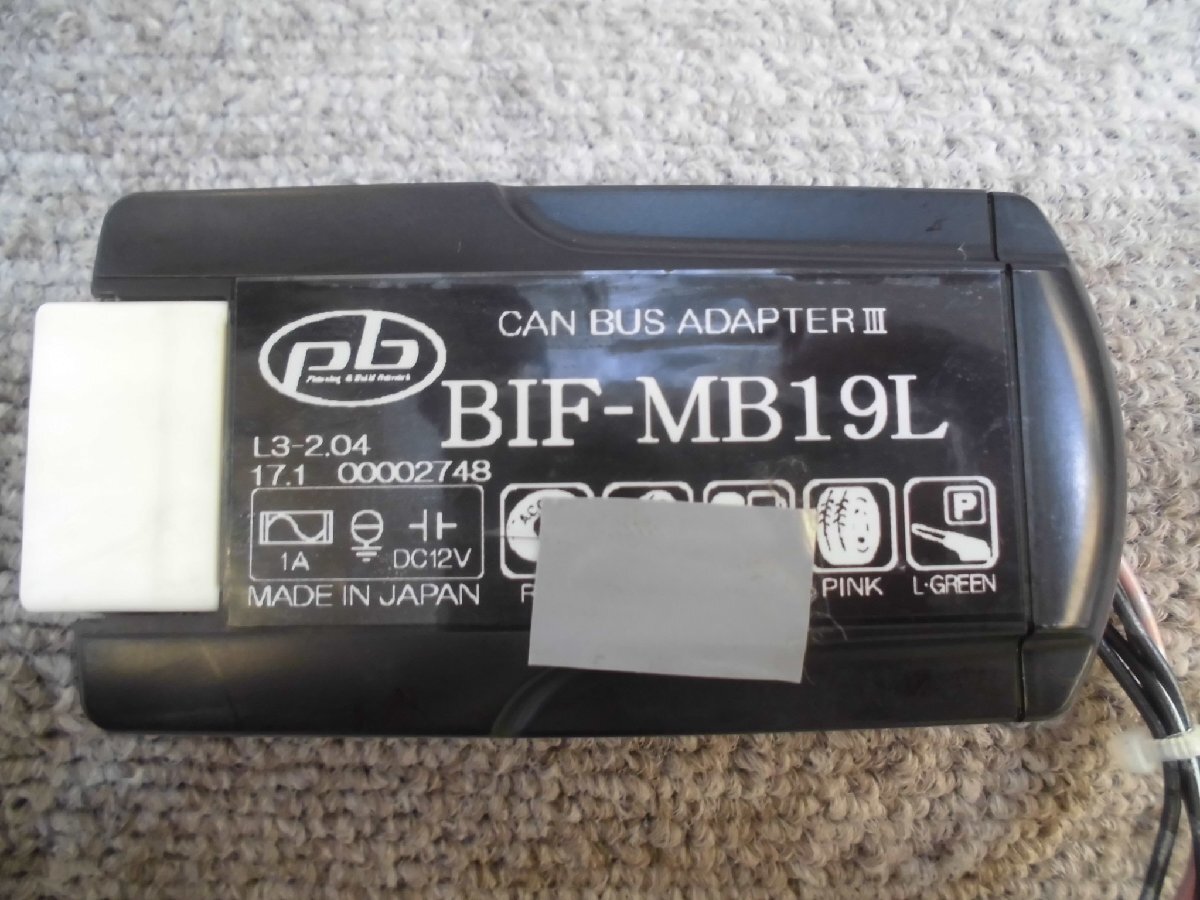 pb
CAN BUS ADAPTER III
BIF-MB19L
L3-2.04
17.1 00002748
1A
DC12V
MADE IN JAPAN
ACC
P
PINK
L·GREEN